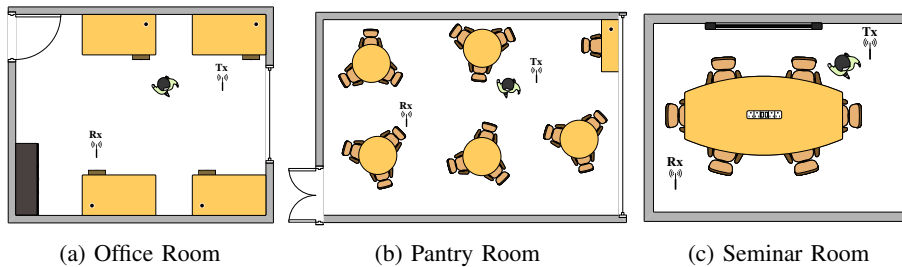 Tx
Rx
Tx
Rx
Tx
Rx
(a) Office Room
(b) Pantry Room
(c) Seminar Room